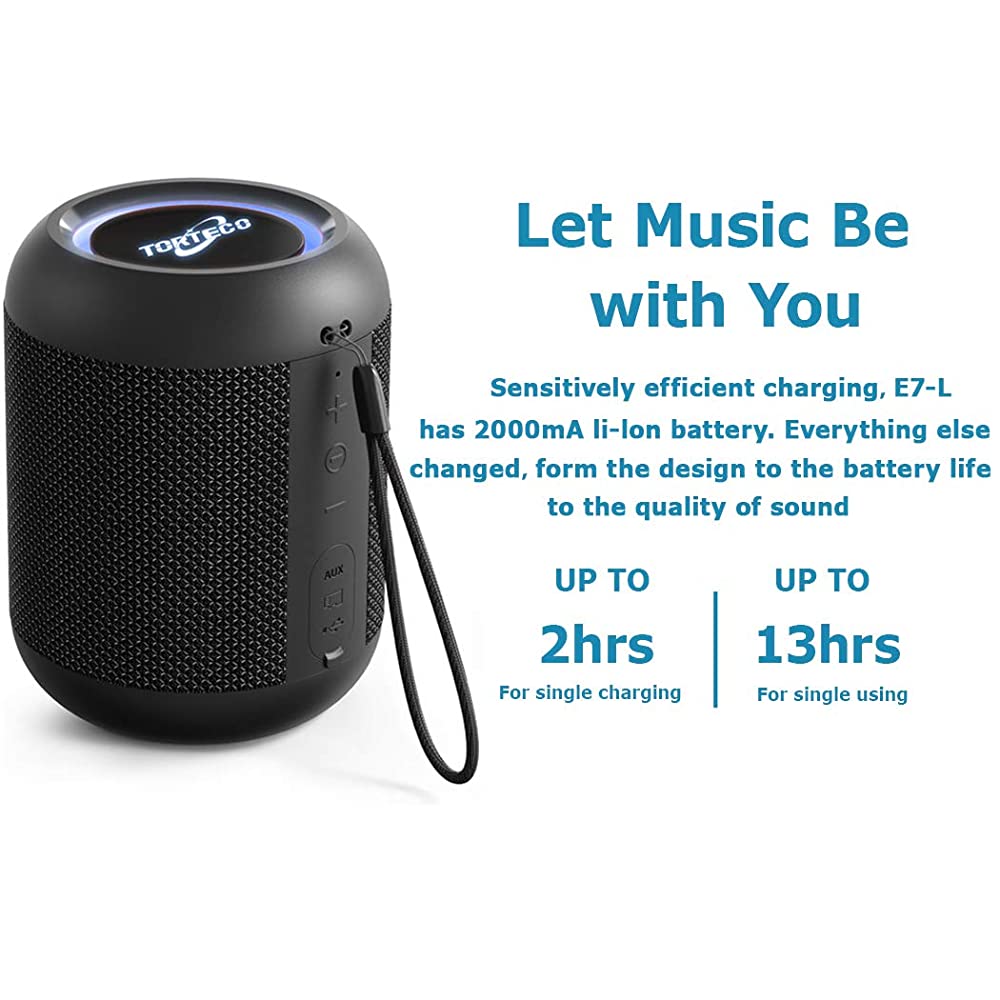 TORTECO
AUX
Let Music Be
with You
Sensitively efficient charging, E7-L
has 2000mA li-lon battery. Everything else
changed, form the design to the battery life
to the quality of sound
UP TO
2hrs
For single charging
UP TO
13hrs
For single using